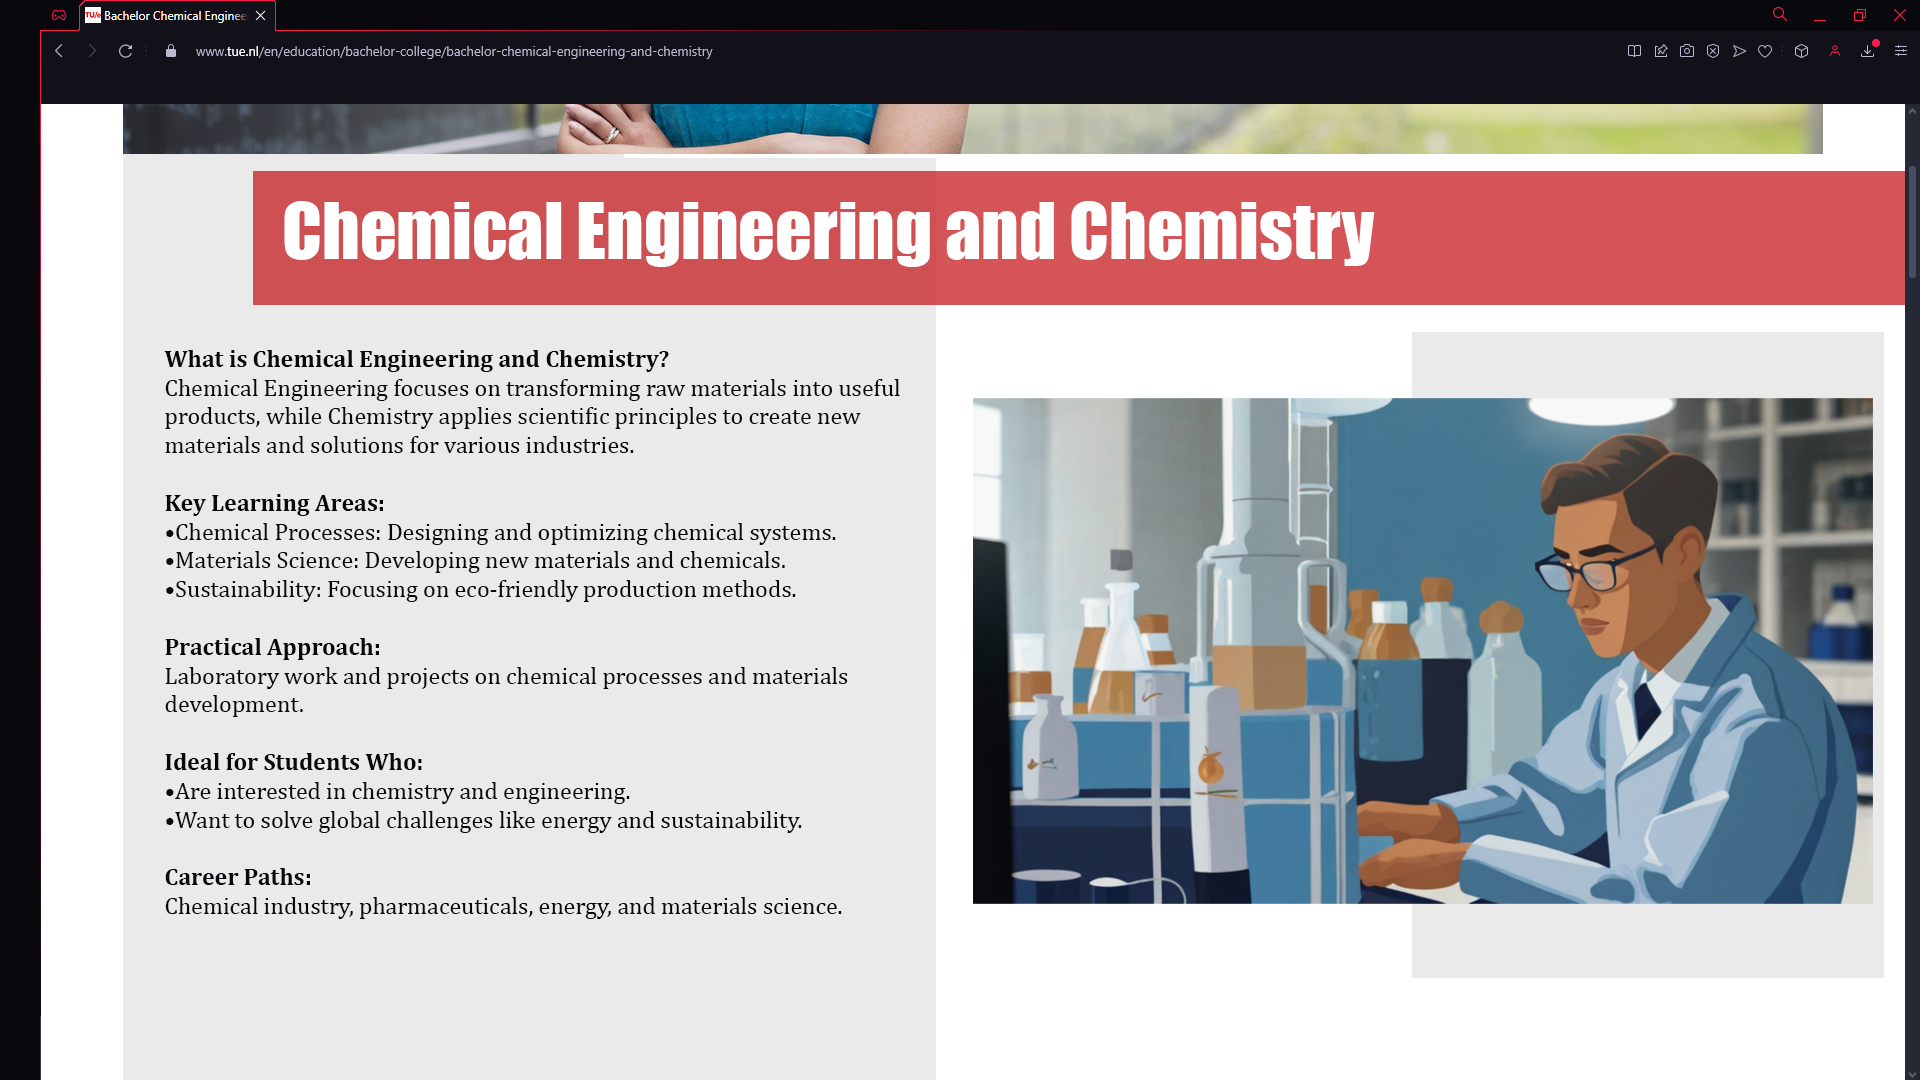 TU/e Bachelor Chemical Enginee
www.tue.nl/en/education/bachelor-college/bachelor-chemical-engineering-and-chemistry
Chemical Engineering and Chemistry
What is Chemical Engineering and Chemistry?
Chemical Engineering focuses on transforming raw materials into useful
products, while Chemistry applies scientific principles to create new
materials and solutions for various industries.
Key Learning Areas:
•Chemical Processes: Designing and optimizing chemical systems.
•Materials Science: Developing new materials and chemicals.
•Sustainability: Focusing on eco-friendly production methods.
Practical Approach:
Laboratory work and projects on chemical processes and materials
development.
Ideal for Students Who:
•Are interested in chemistry and engineering.
•Want to solve global challenges like energy and sustainability.
Career Paths:
Chemical industry, pharmaceuticals, energy, and materials science.